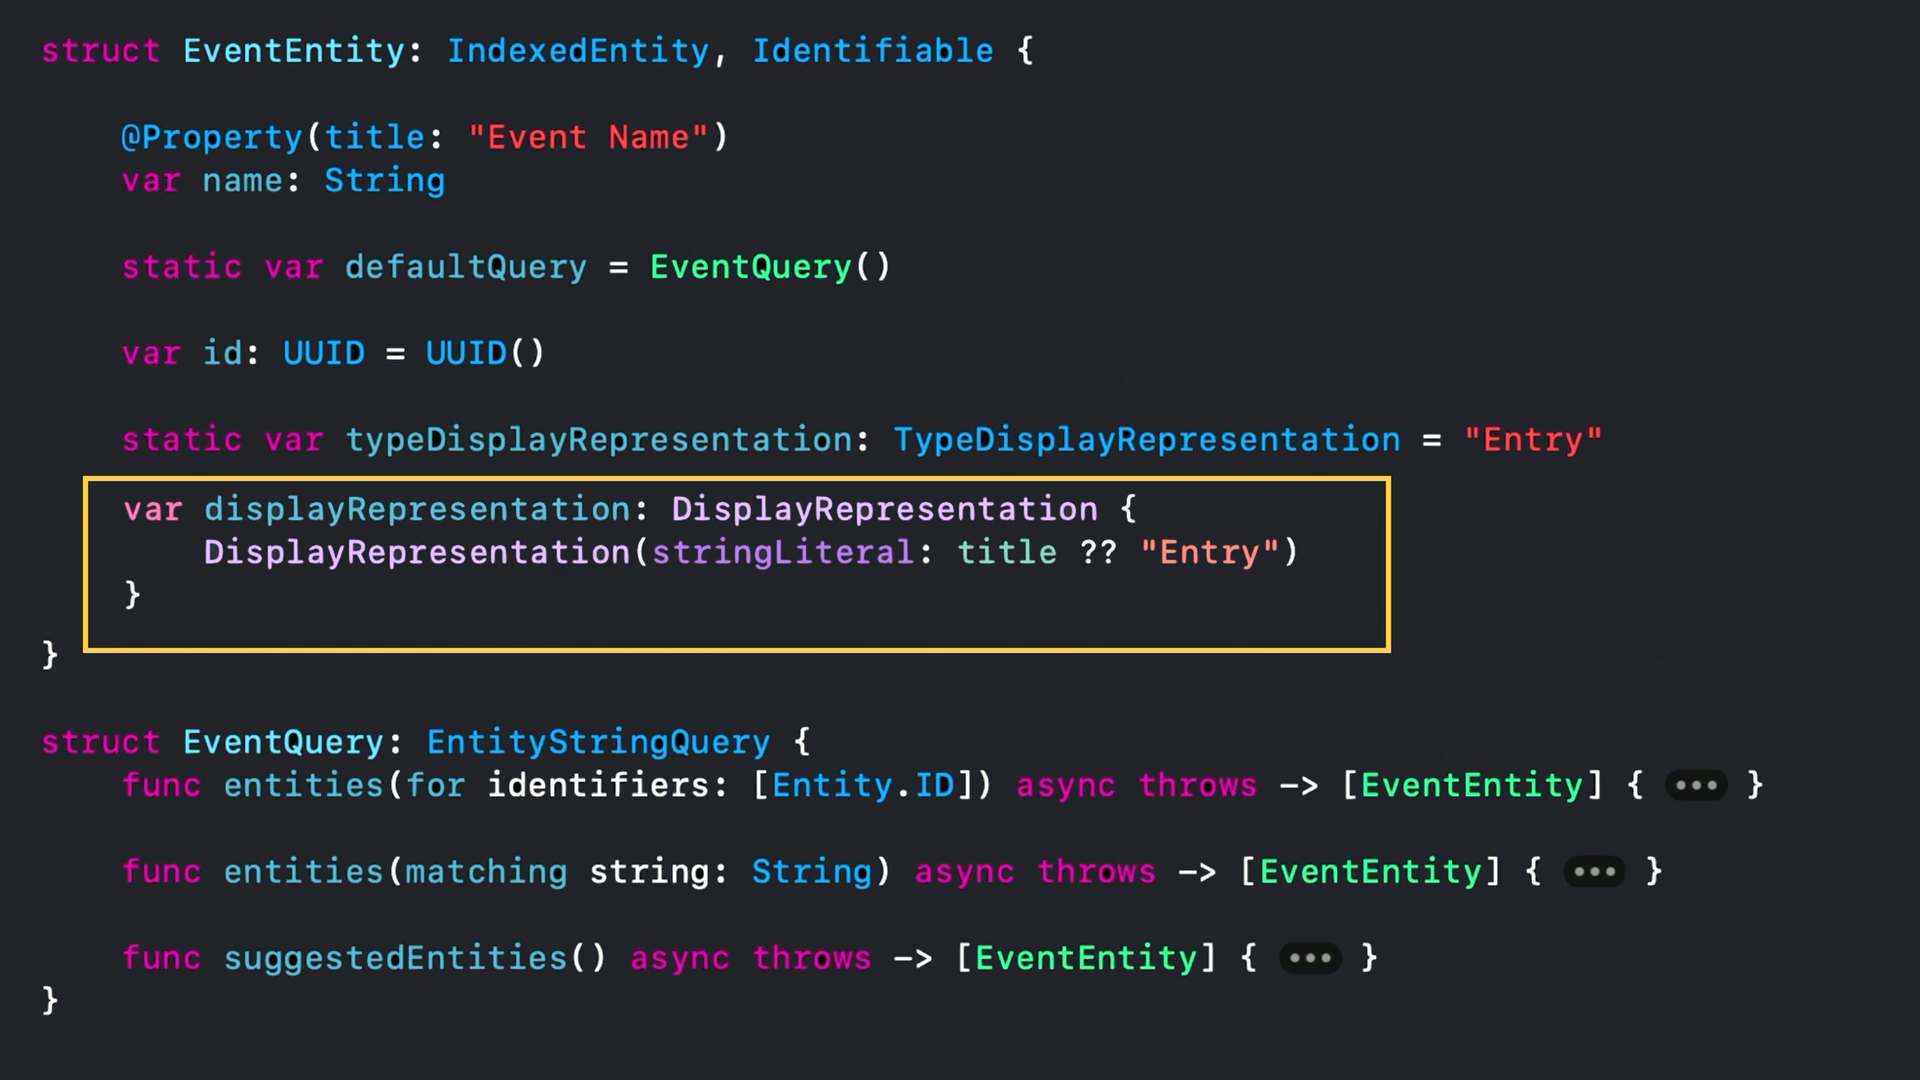 struct EventEntity: IndexedEntity, Identifiable {
@Property(title: "Event Name")
var name: String
static var defaultQuery = EventQuery()
var id: UUID = UUID()
static var typeDisplayRepresentation: TypeDisplayRepresentation = "Entry"
var displayRepresentation: DisplayRepresentation {
DisplayRepresentation(stringLiteral: title ?? "Entry")
}
}
struct EventQuery: EntityStringQuery {
func entities(for identifiers: [Entity.ID]) async throws -> [EventEntity] { ••• }
func entities(matching string: String) async throws -> [EventEntity] { ••• }
func suggestedEntities() async throws -> [EventEntity] { ••• }
}